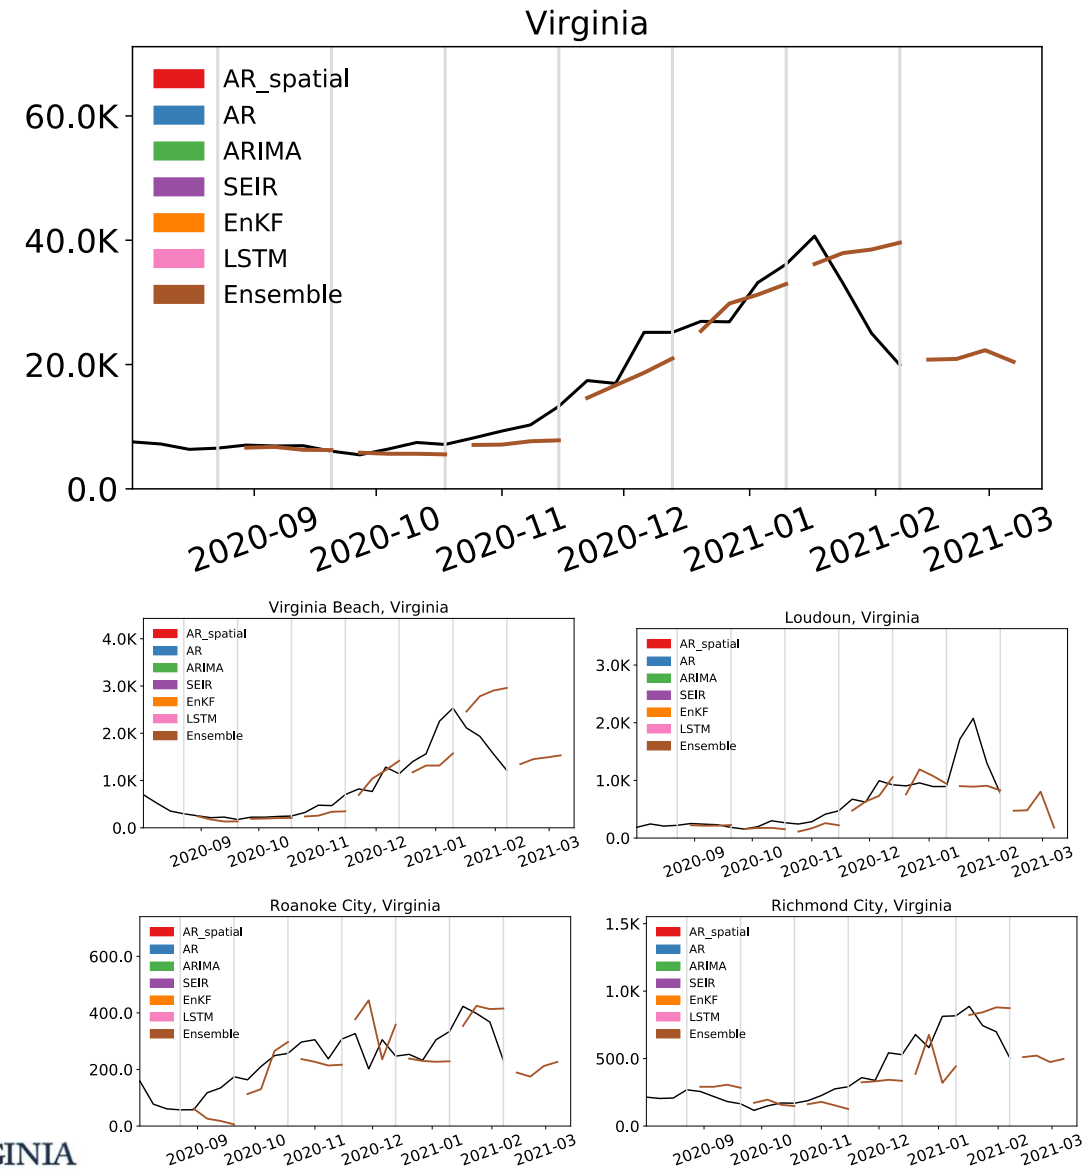 Virginia
AR_spatial
AR
ARIMA
SEIR
EnKF
LSTM
Ensemble
60.0K
40.0K
20.0K
0.0
2020-09
2020-10
2020-11
2020-12
2021-01
2021-02
2021-03
Virginia Beach, Virginia
AR_spatial
AR
ARIMA
SEIR
EnKF
LSTM
Ensemble
4.0K
3.0K
2.0K
1.0K
0.0
2020-09
2020-10
2020-11
2020-12
2021-01
2021-02
2021-03
Loudoun, Virginia
AR_spatial
AR
ARIMA
SEIR
EnKF
LSTM
Ensemble
3.0K
2.0K
1.0K
0.0
2020-09
2020-10
2020-11
2020-12
2021-01
2021-02
2021-03
Roanoke City, Virginia
AR_spatial
AR
ARIMA
SEIR
EnKF
LSTM
Ensemble
600.0
400.0
200.0
0.0
2020-09
2020-10
2020-11
2020-12
2021-01
2021-02
2021-03
Richmond City, Virginia
AR_spatial
AR
ARIMA
SEIR
EnKF
LSTM
Ensemble
1.5K
1.0K
500.0
0.0
2020-09
2020-10
2020-11
2020-12
2021-01
2021-02
2021-03
GINIA